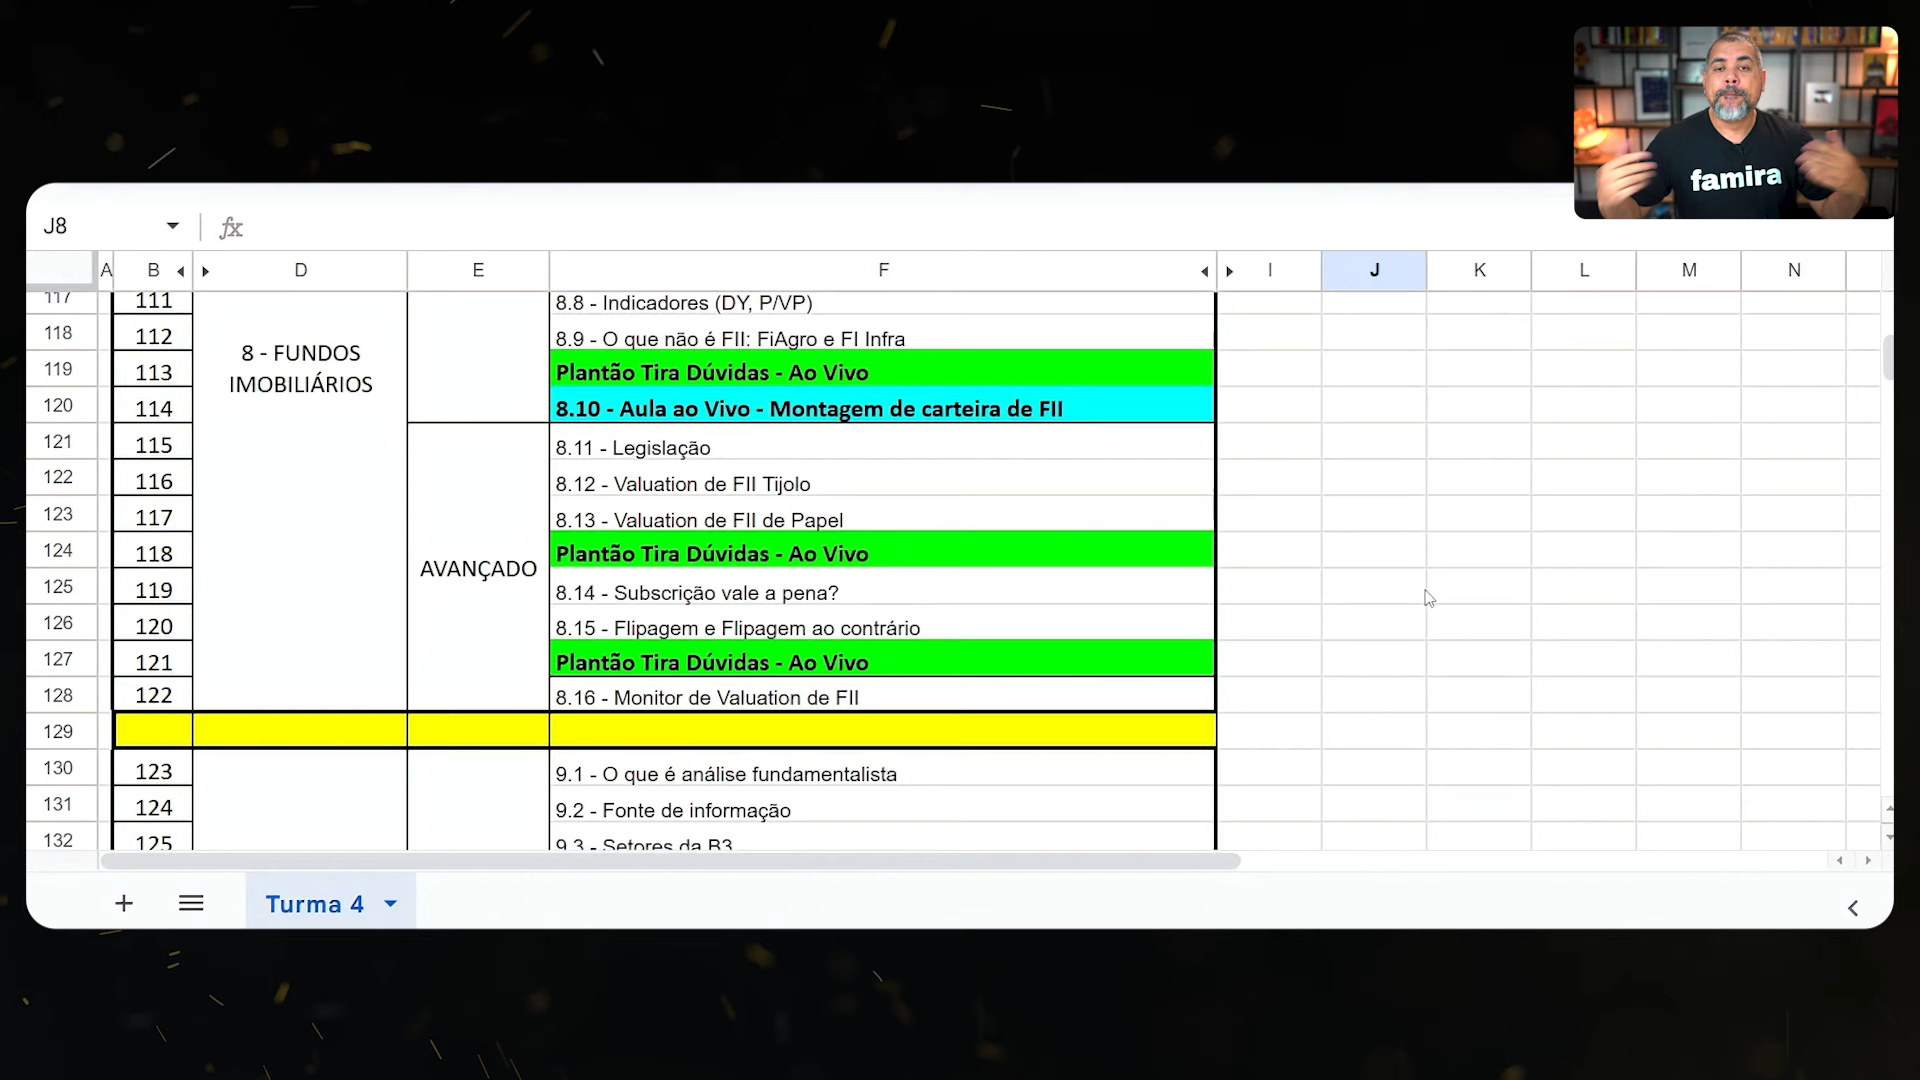 famira
J8 fx
A B D E F I J K L M N
117 111 8.8 - Indicadores (DY, P/VP)
118 112 8.9 - O que não é FII: FiAgro e FI Infra
8 - FUNDOS
IMOBILIÁRIOS
119 113 Plantão Tira Dúvidas - Ao Vivo
120 114 8.10 - Aula ao Vivo - Montagem de carteira de FII
121 115 8.11 - Legislação
122 116 8.12 - Valuation de FII Tijolo
123 117 8.13 - Valuation de FII de Papel
124 118 Plantão Tira Dúvidas - Ao Vivo
AVANÇADO
125 119 8.14 - Subscrição vale a pena?
126 120 8.15 - Flipagem e Flipagem ao contrário
127 121 Plantão Tira Dúvidas - Ao Vivo
128 122 8.16 - Monitor de Valuation de FII
129
130 123 9.1 - O que é análise fundamentalista
131 124 9.2 - Fonte de informação
132 125 9.3 - Setores da B3
Turma 4